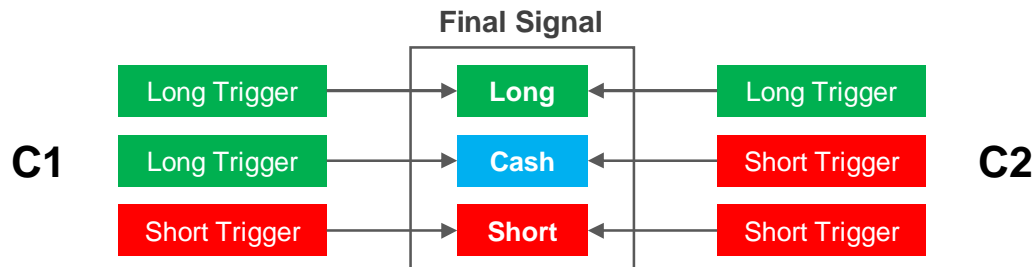 Final Signal
Long Trigger Long Long Trigger
C1 Long Trigger Cash Short Trigger C2
Short Trigger Short Short Trigger